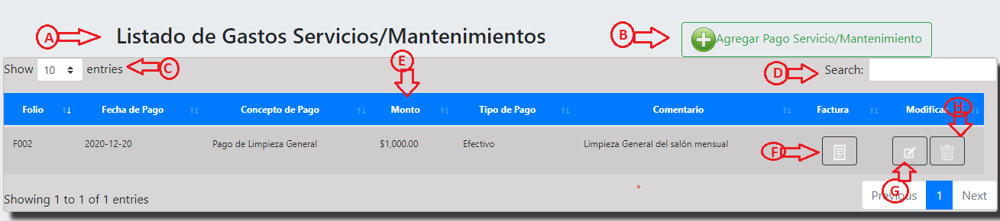 A Listado de Gastos Servicios/Mantenimientos B Agregar Pago Servicio/Mantenimiento
Show 10 entries C E D Search:
Folio Fecha de Pago Concepto de Pago Monto Tipo de Pago Comentario Factura Modificar H
F002 2020-12-20 Pago de Limpieza General $1,000.00 Efectivo Limpieza General del salón mensual F
G
Showing 1 to 1 of 1 entries Previous 1 Next